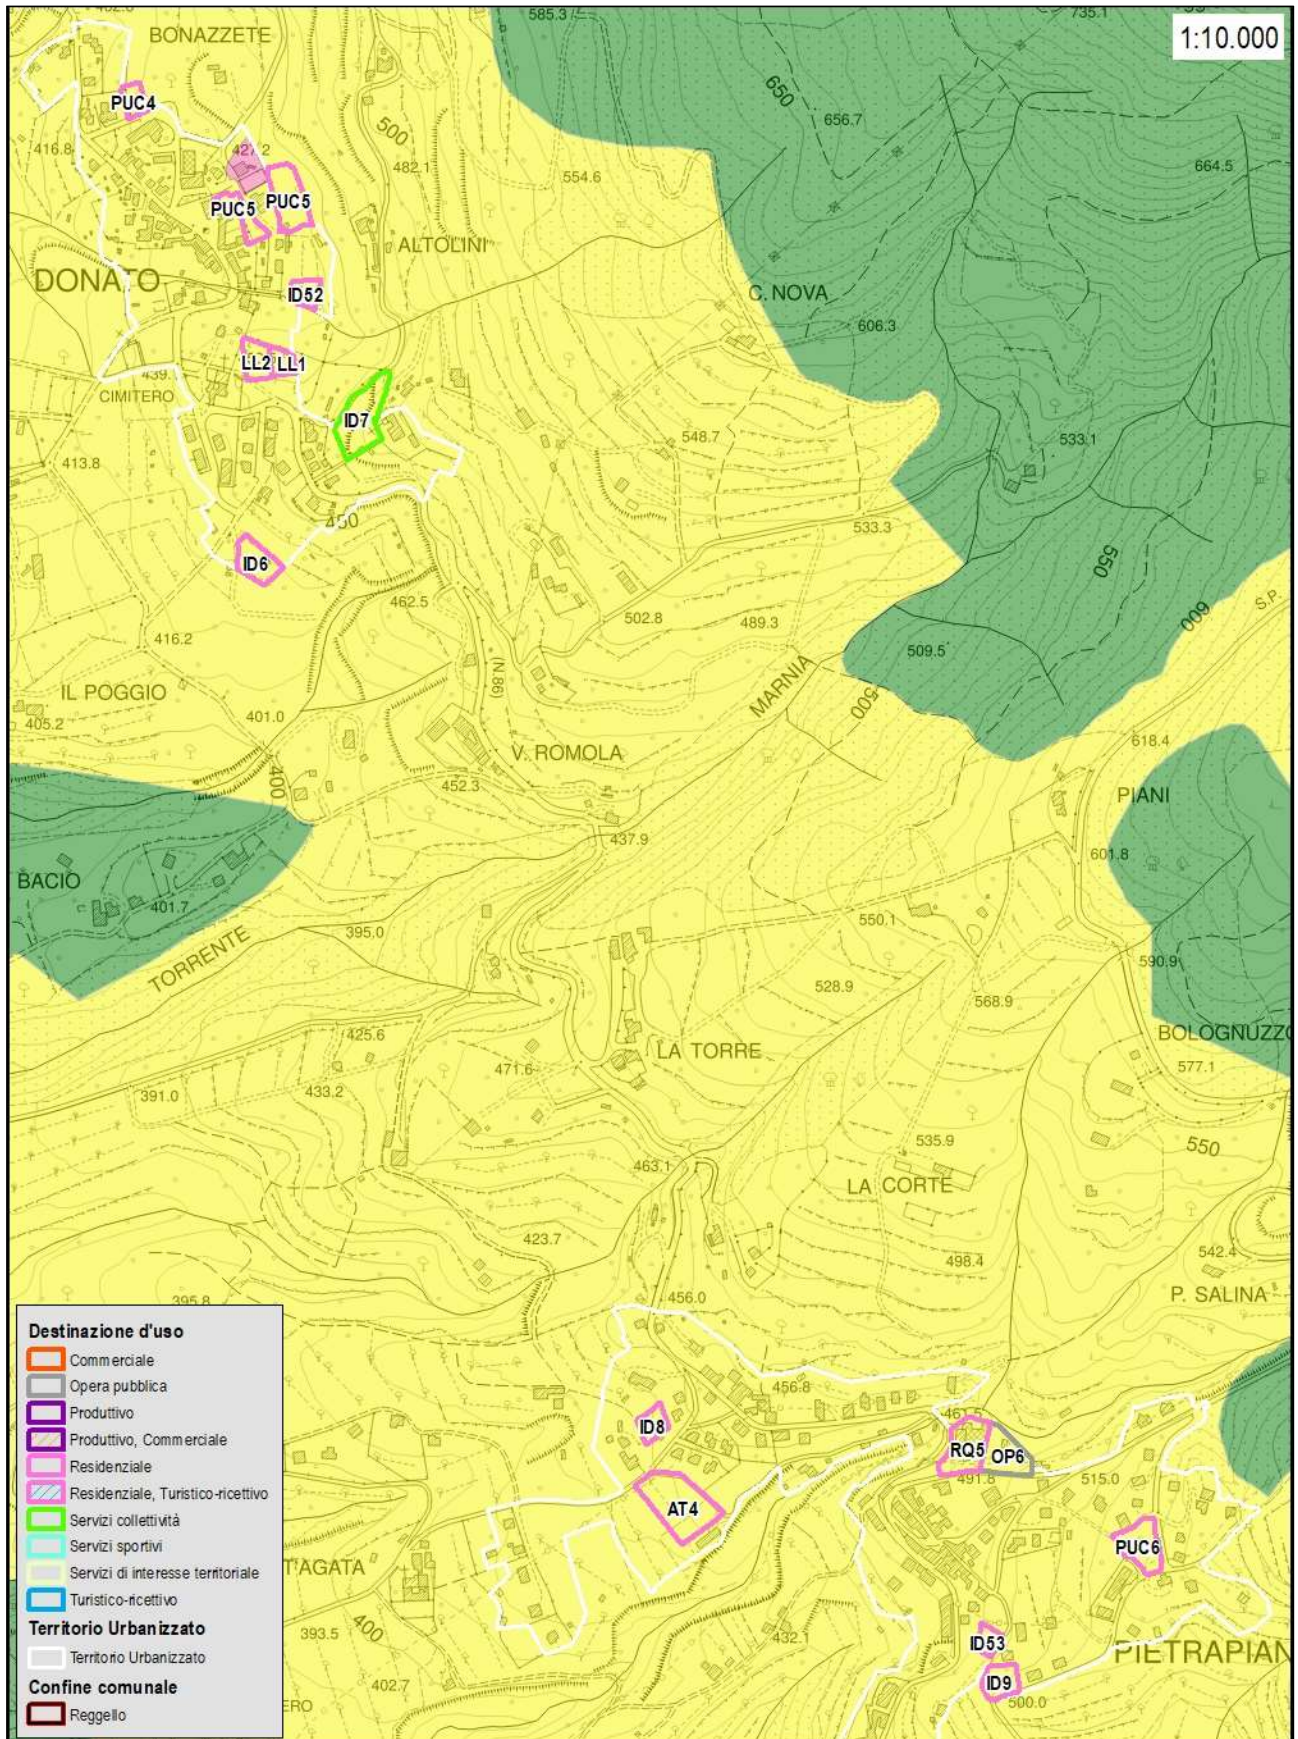 402.6
585.3
735.1
1:10.000
BONAZZETE
650
PUC4
500
656.7
416.8
427.2
482.1
554.6
664.5
PUC5
PUC5
ALTOLINI
DONATO
ID52
C. NOVA
606.3
LL2
LL1
439.
CIMITERO
ID7
548.7
533.1
413.8
450
533.3
ID6
550
462.5
502.8
489.3
600
S.P.
416.2
509.5
(N.86)
MARNIA
IL POGGIO
405.2
401.0
500
V. ROMOLA
618.4
400
452.3
PIANI
437.9
601.8
BACIO
401.7
550.1
395.0
TORRENTE
590.9
528.9
568.9
425.6
BOLOGNUZZO
LA TORRE
471.6
577.1
433.2
391.0
535.9
550
463.1
LA CORTE
423.7
542.4
498.4
395.8
456.0
P. SALINA
Destinazione d'uso
Commerciale
Opera pubblica
Produttivo
Produttivo, Commerciale
Residenziale
Residenziale, Turistico-ricettivo
Servizi collettività
Servizi sportivi
Servizi di interesse territoriale
Turistico-ricettivo
Territorio Urbanizzato
Territorio Urbanizzato
Confine comunale
Reggello
456.8
461.5
ID8
RQ5
OP6
491.8
515.0
AT4
PUC6
T'AGATA
393.5
400
432.1
ID53
PIETRAPIAN
402.7
ID9
500.0
ERO